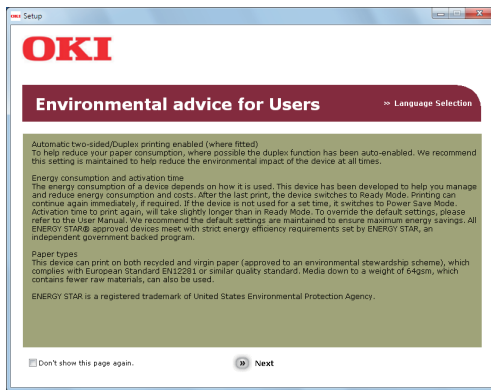 OKI Setup
OKI
Environmental advice for Users
» Language Selection
Automatic two-sided/Duplex printing enabled (where fitted)
To help reduce your paper consumption, where possible the duplex function has been auto-enabled. We recommend
this setting is maintained to help reduce the environmental impact of the device at all times.
Energy consumption and activation time
The energy consumption of a device depends on how it is used. This device has been developed to help you manage
and reduce energy consumption and costs. After the last print, the device switches to Ready Mode. Printing can
continue again immediately, if required. If the device is not used for a set time, it switches to Power Save Mode.
Activation time to print again, will take slightly longer than in Ready Mode. To override the default settings, please
refer to the User Manual. We recommend the default settings are maintained to ensure maximum energy savings. All
ENERGY STAR® approved devices meet with strict energy efficiency requirements set by ENERGY STAR, an
independent government backed program.
Paper types
This device can print on both recycled and virgin paper (approved to an environmental stewardship scheme), which
complies with European Standard EN12281 or similar quality standard. Media down to a weight of 64gsm, which
contains fewer raw materials, can also be used.
ENERGY STAR is a registered trademark of United States Environmental Protection Agency.
Don't show this page again.
» Next